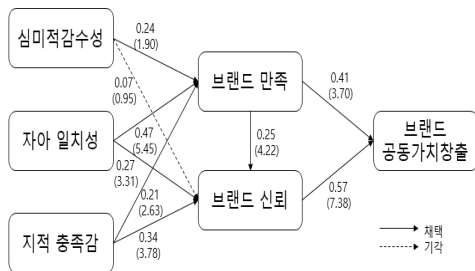 심미적감수성
자아 일치성
지적 충족감
0.24
(1.90)
0.07
(0.95)
0.47
(5.45)
0.27
(3.31)
0.21
(2.63)
0.34
(3.78)
브랜드 만족
0.25
(4.22)
브랜드 신뢰
0.41
(3.70)
0.57
(7.38)
브랜드
공동가치창출
채택
기각